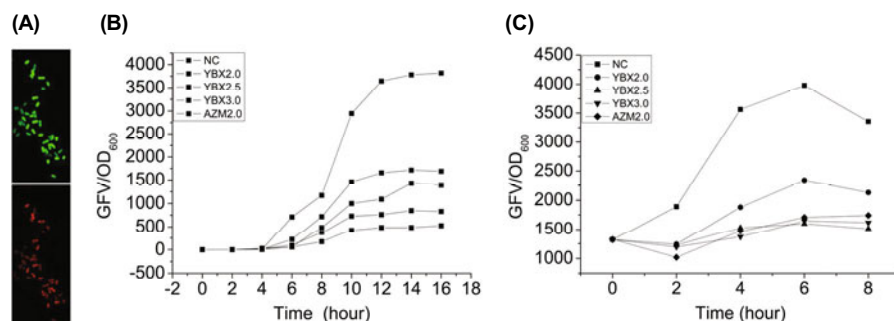 (A)
(B)
(C)
NC
YBX2.0
YBX2.5
YBX3.0
AZM2.0
GFV/OD600
4000
3500
3000
2500
2000
1500
1000
500
0
-500
-2 0 2 4 6 8 10 12 14 16 18
Time (hour)
NC
YBX2.0
YBX2.5
YBX3.0
AZM2.0
GFV/OD600
4500
4000
3500
3000
2500
2000
1500
1000
0 2 4 6 8
Time (hour)